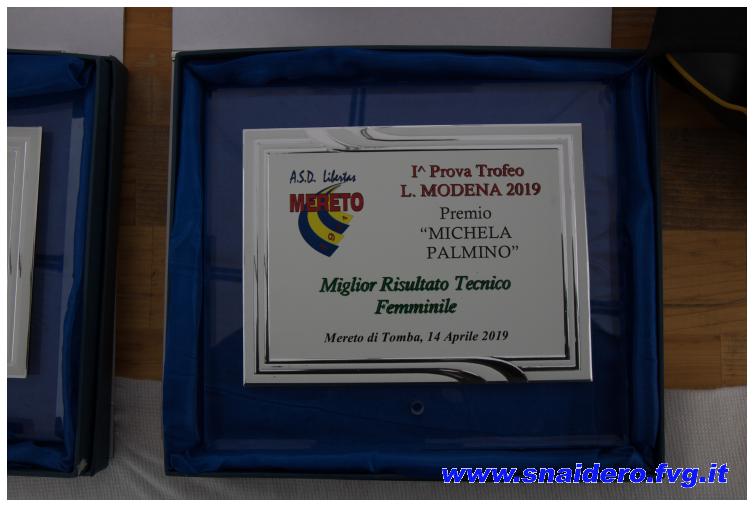 A.S.D. Libertas
MERETO
I^ Prova Trofeo
L. MODENA 2019
Premio
“MICHELA
PALMINO”
Miglior Risultato Tecnico
Femminile
Mereto di Tomba, 14 Aprile 2019
www.snaidero.fvg.it